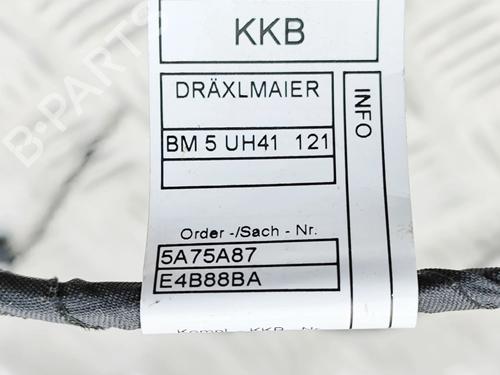 KKB
DRÄXLMAIER
BM 5 UH41 121
INFO
Order -/Sach - Nr.
5A75A87
E4B88BA
B-PARTS